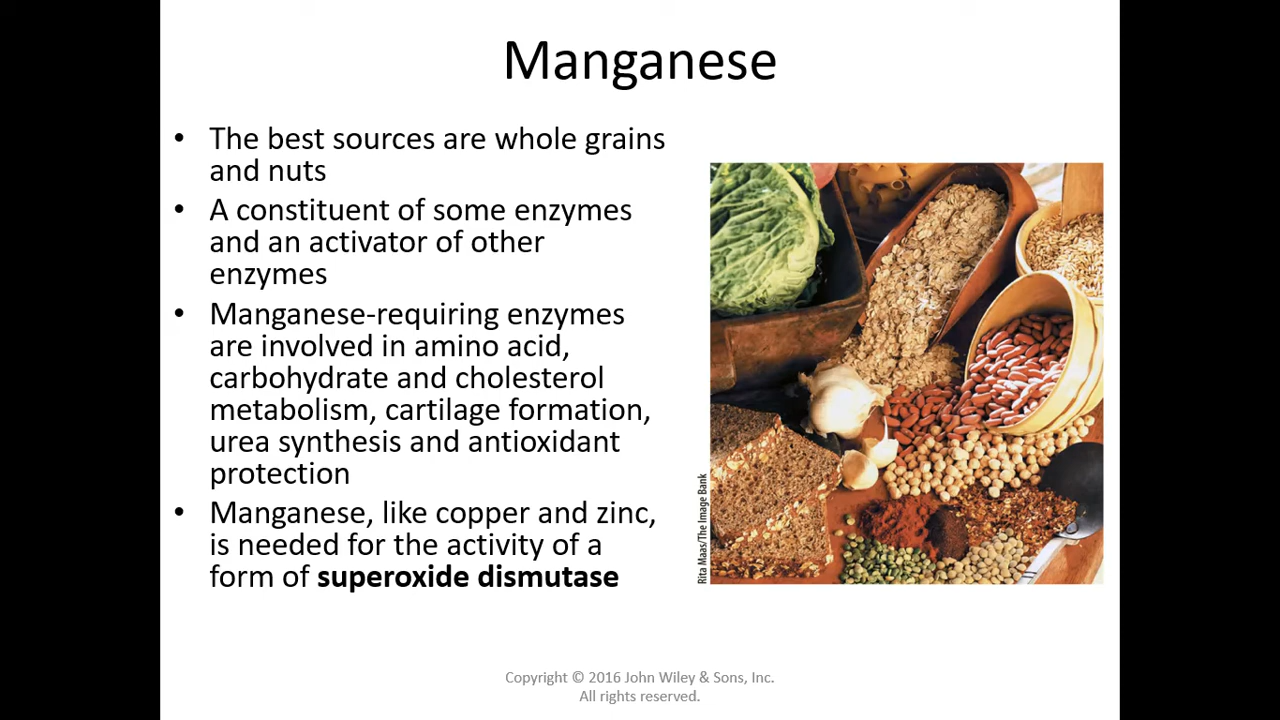 Manganese
• The best sources are whole grains
and nuts
• A constituent of some enzymes
and an activator of other
enzymes
• Manganese-requiring enzymes
are involved in amino acid,
carbohydrate and cholesterol
metabolism, cartilage formation,
urea synthesis and antioxidant
protection
• Manganese, like copper and zinc,
is needed for the activity of a
form of superoxide dismutase
Rita Maas/The Image Bank
Copyright © 2016 John Wiley & Sons, Inc.
All rights reserved.